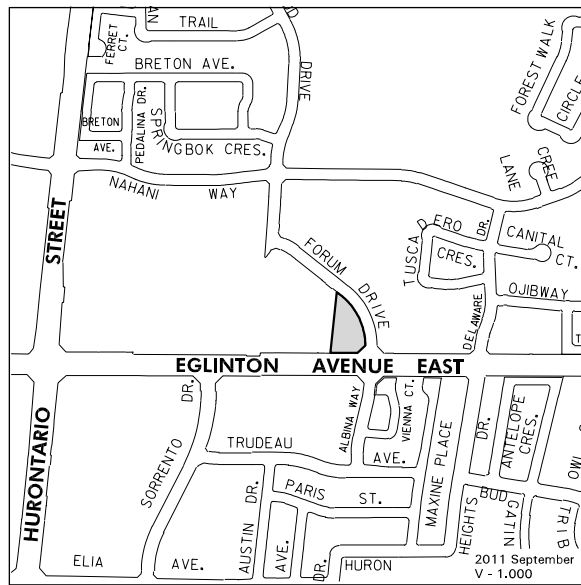 TRAIL
FERRET CT.
DRIVE
BRETON AVE.
FOREST WALK
CIRCLE
BRETON AVE.
PEDALINA DR.
SPRINGBOK CRES.
CREE
LANE
NAHANI WAY
STREET
TUSCADERO
CRES.
DR.
CANITAL CT.
FORUM DRIVE
OJIBWAY
DELAWARE
EGLINTON AVENUE EAST
HURONTARIO
DR.
SORRENTO
ALBINA WAY
VIENNA CT.
TRUDEAU AVE.
MAXINE PLACE
DR.
HEIGHTS
ANTELOPE CRES.
PARIS ST.
AUSTIN DR.
AVE.
DR.
BUD
GATIN
TRIB
ELIA AVE.
HURON
2011 September
V - 1.000